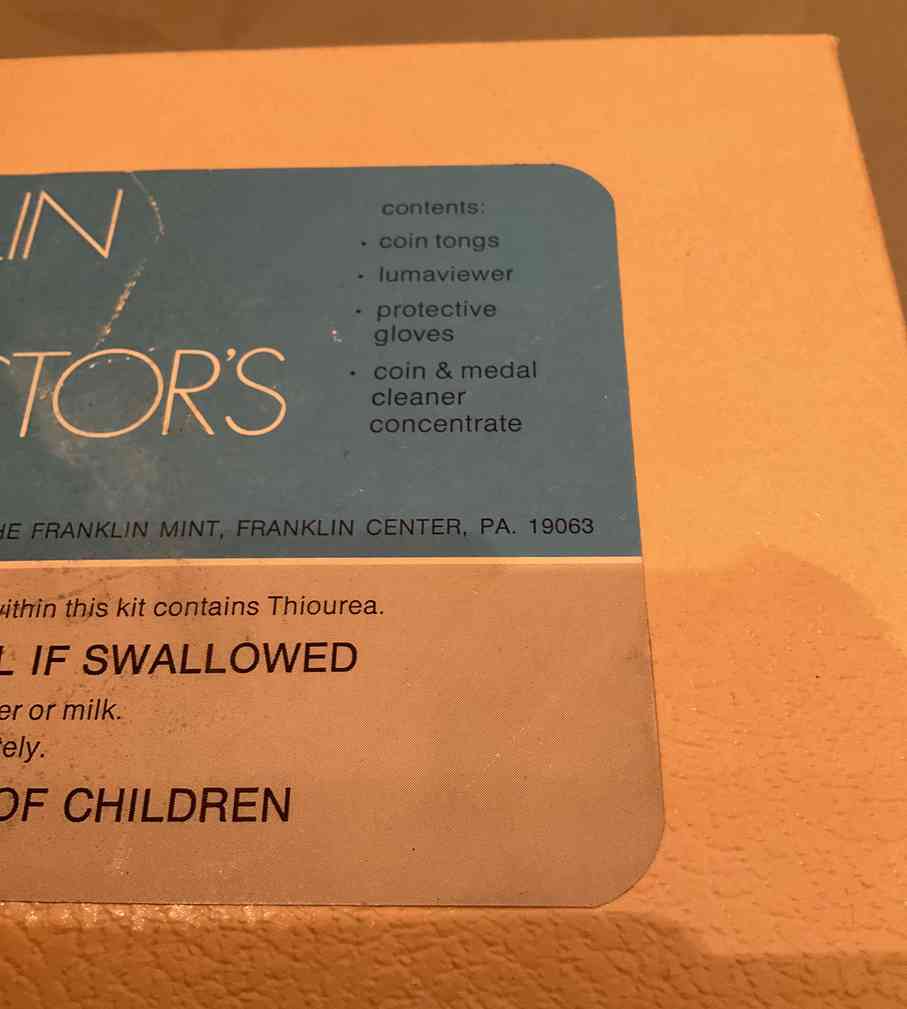 LIN
CTOR'S
contents:
· coin tongs
· lumaviewer
· protective
gloves
· coin & medal
cleaner
concentrate
HE FRANKLIN MINT, FRANKLIN CENTER, PA. 19063
within this kit contains Thiourea.
L IF SWALLOWED
er or milk.
tely.
OF CHILDREN